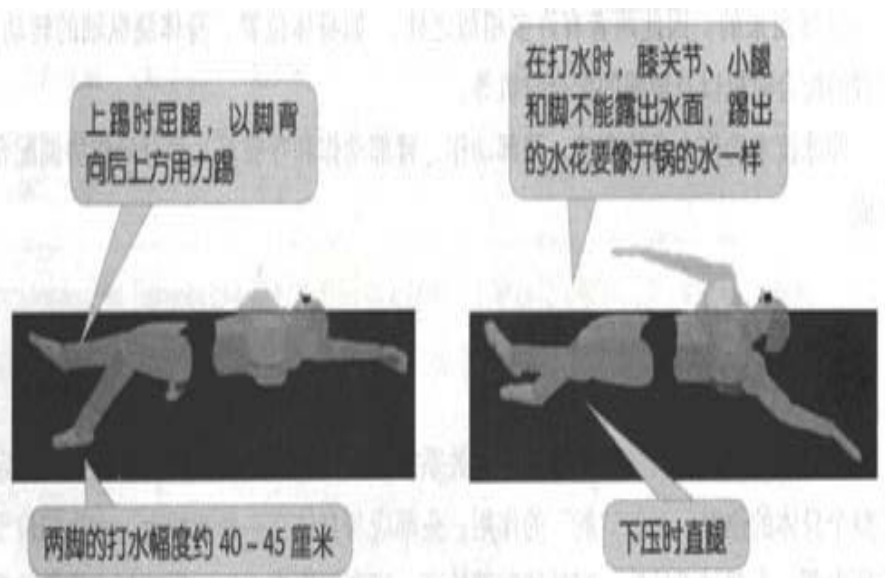 上踢时屈腿，以脚背
向后上方用力踢
在打水时，膝关节、小腿
和脚不能露出水面，踢出
的水花要像开锅的水一样
两脚的打水幅度约 40－45 厘米
下压时直腿